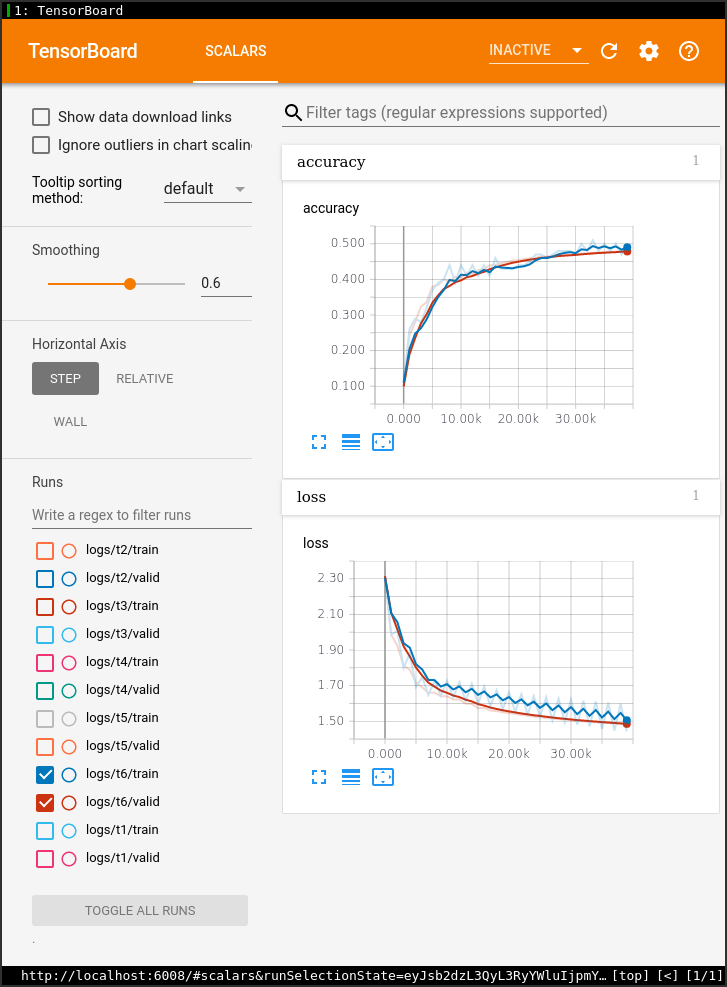 1: TensorBoard
TensorBoard
SCALARS
INACTIVE
Show data download links
Ignore outliers in chart scalin
Tooltip sorting
method:
default
Smoothing
0.6
Horizontal Axis
STEP
RELATIVE
WALL
Runs
Write a regex to filter runs
logs/t2/train
logs/t2/valid
logs/t3/train
logs/t3/valid
logs/t4/train
logs/t4/valid
logs/t5/train
logs/t5/valid
logs/t6/train
logs/t6/valid
logs/t1/train
logs/t1/valid
TOGGLE ALL RUNS
.
Filter tags (regular expressions supported)
accuracy 1
accuracy
0.500
0.400
0.300
0.200
0.100
0.000 10.00k 20.00k 30.00k
loss 1
loss
2.30
2.10
1.90
1.70
1.50
0.000 10.00k 20.00k 30.00k
http://localhost:6008/#scalars&runSelectionState=eyJsb2dzL3QyL3RyYWluIjpmY… [top] [<] [1/1]